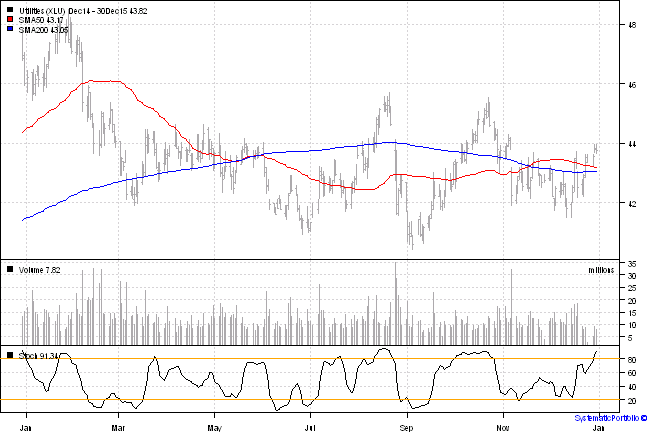 Utilities (XLU) Dec14 - 30Dec15 43.82
SMA50 43.17
SMA200 43.05
48
46
44
42
Volume 7.82
millions
35
30
25
20
15
10
5
Stoch 91.34
80
60
40
20
Jan Mar May Jul Sep Nov Jan
SystematicPortfolio ©